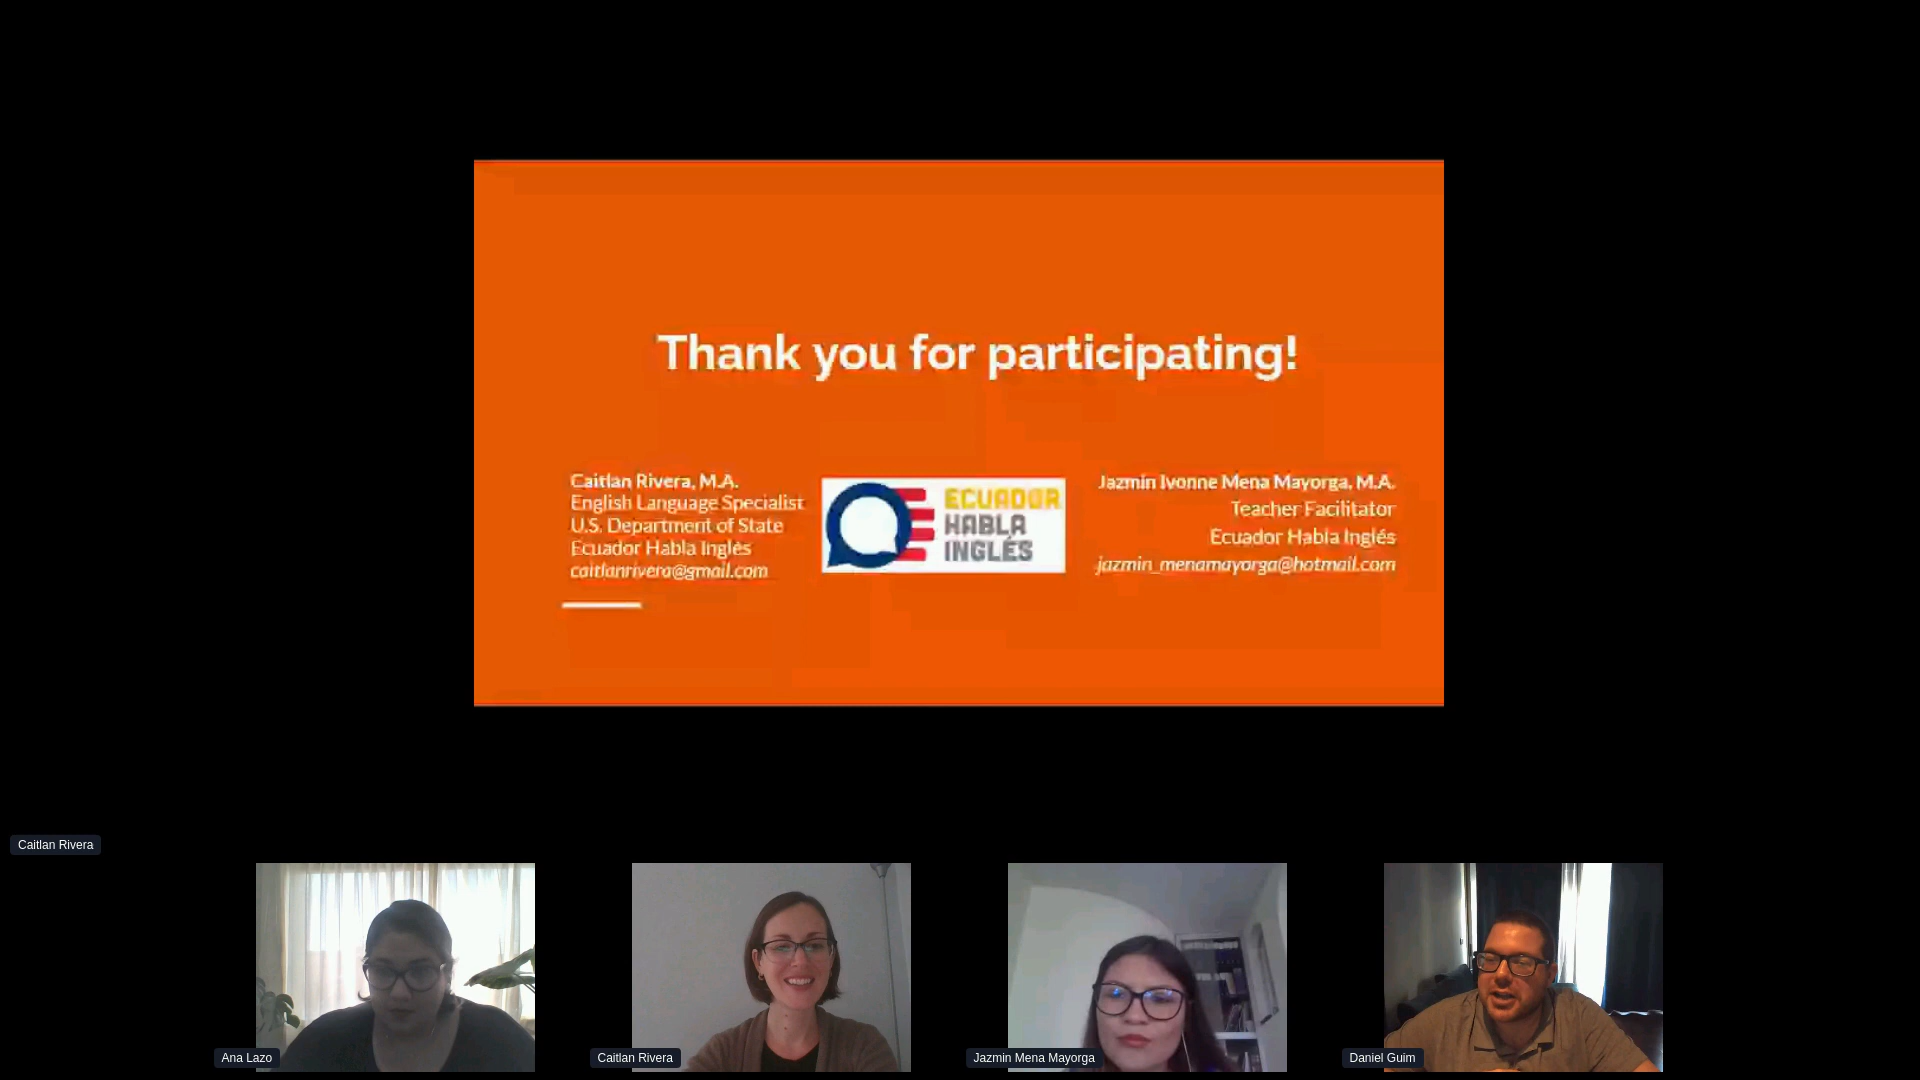 Thank you for participating!
Caitlan Rivera, M.A.
English Language Specialist
U.S. Department of State
Ecuador Habla Inglés
caitlanrivera@gmail.com
ECUADOR
HABLA
INGLÉS
Jazmín Ivonne Mena Mayorga, M.A.
Teacher Facilitator
Ecuador Habla Inglés
jazmin_menamayorga@hotmail.com
Caitlan Rivera
Ana Lazo
Caitlan Rivera
Jazmin Mena Mayorga
Daniel Guim